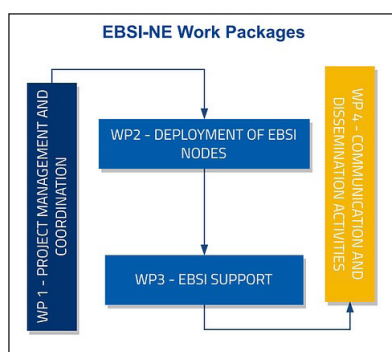 EBSI-NE Work Packages
WP 1 - PROJECT MANAGEMENT AND
COORDINATION
WP2 - DEPLOYMENT OF EBSI
NODES
WP3 - EBSI SUPPORT
WP 4 - COMMUNICATION AND
DISSEMINATION ACTIVITIES